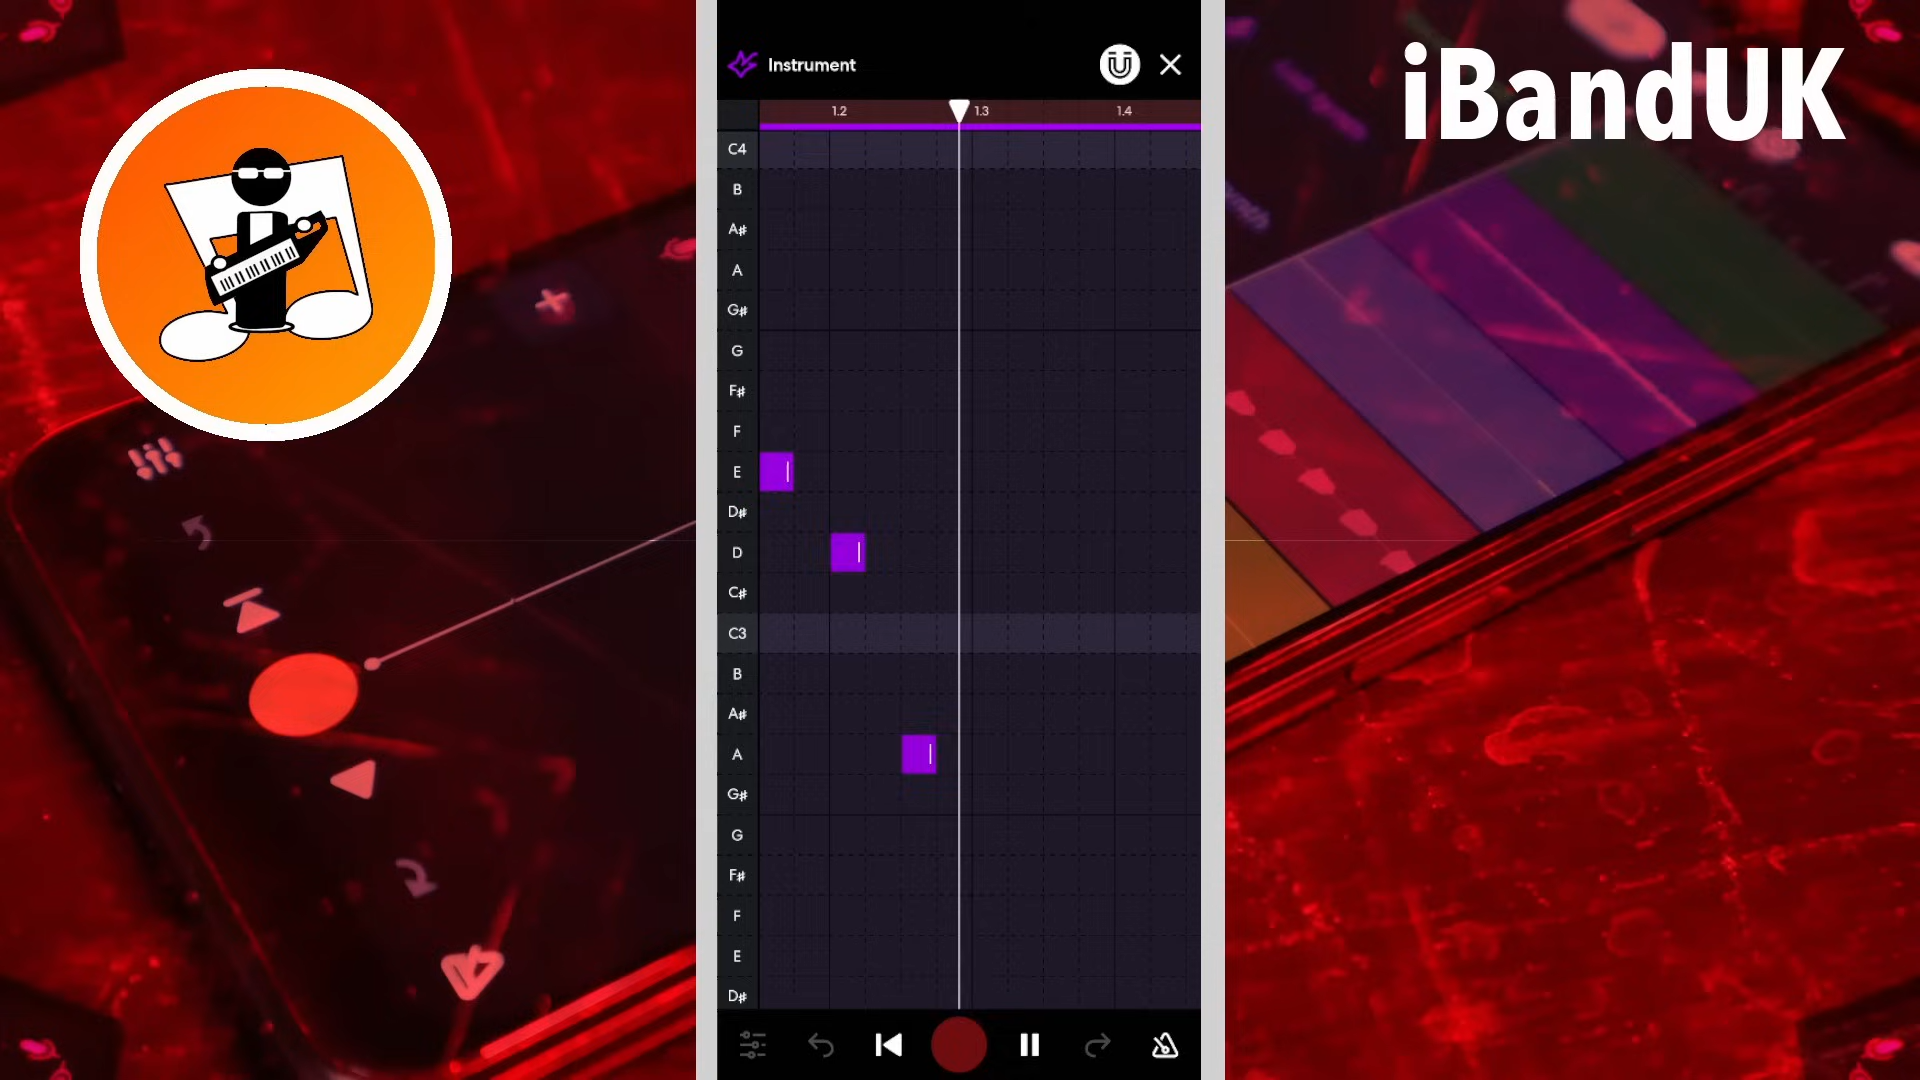 iBandUK
Instrument
1.2
1.3
1.4
C4
B
A#
A
G#
G
F#
F
E
D#
D
C#
C3
B
A#
A
G#
G
F#
F
E
D#